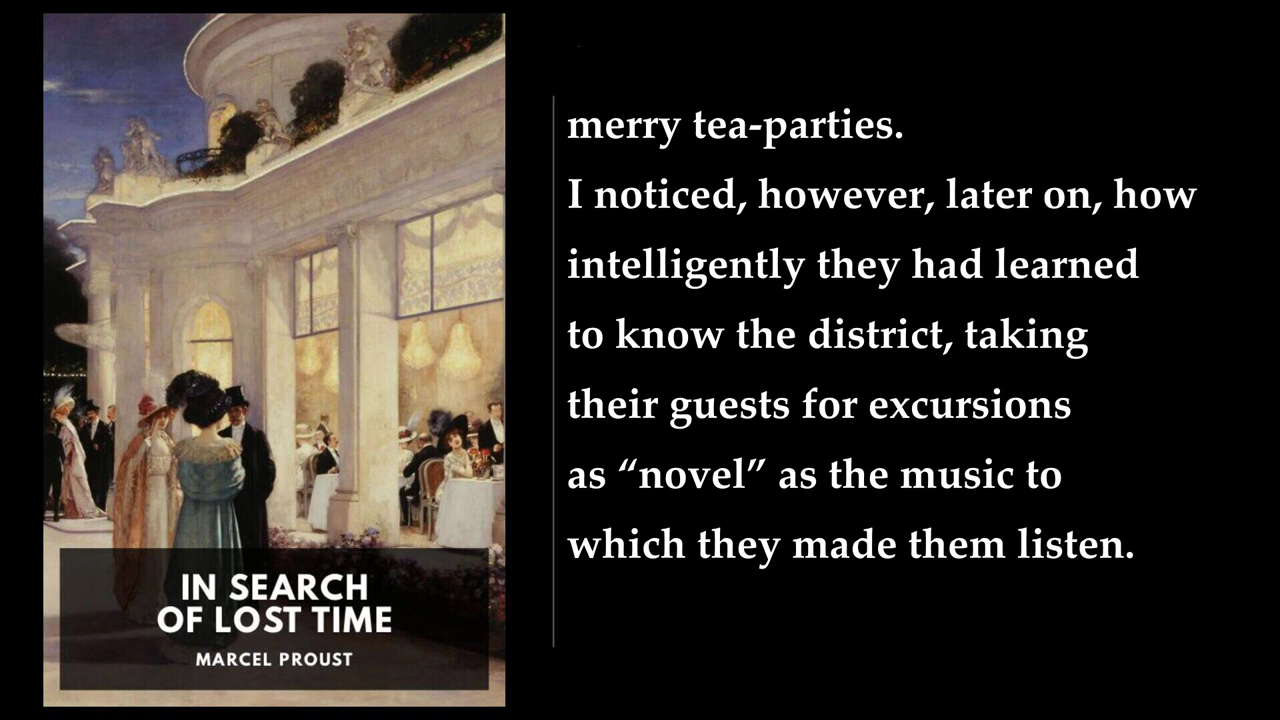 IN SEARCH
OF LOST TIME
MARCEL PROUST
merry tea-parties.
I noticed, however, later on, how
intelligently they had learned
to know the district, taking
their guests for excursions
as “novel” as the music to
which they made them listen.